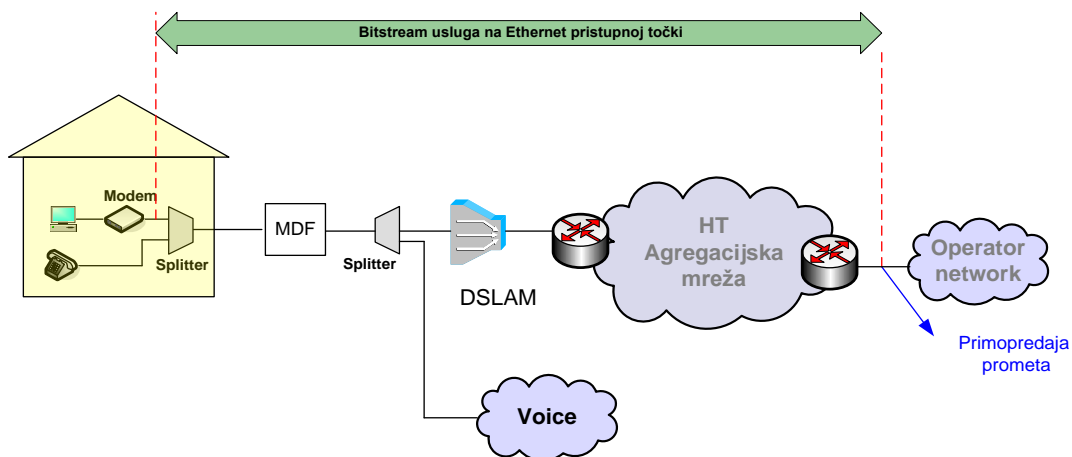 Bitstream usluga na Ethernet pristupnoj točki
Modem
Splitter
MDF
Splitter
DSLAM
HT
Agregacijska
mreža
Operator
network
Primopredaja
prometa
Voice